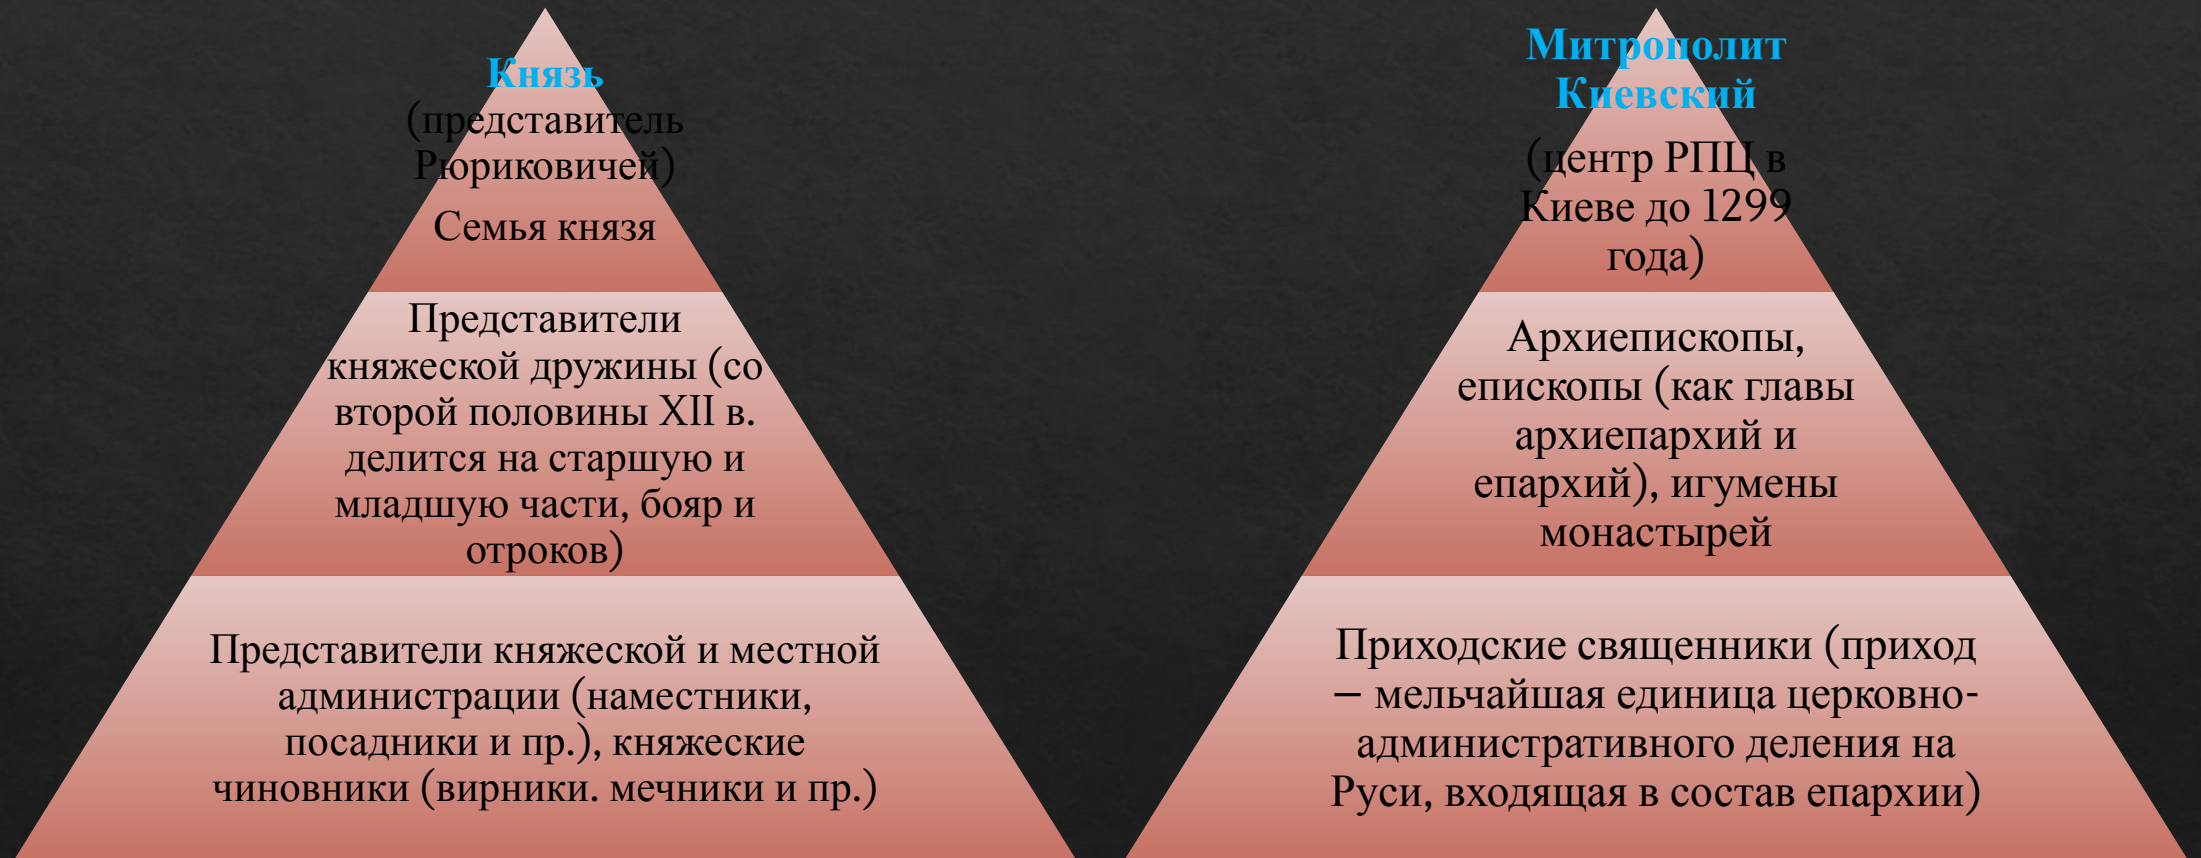 Князь
(представитель
Рюриковичей)
Семья князя
Представители
княжеской дружины (со
второй половины XII в.
делится на старшую и
младшую части, бояр и
отроков)
Представители княжеской и местной
администрации (наместники,
посадники и пр.), княжеские
чиновники (вирники. мечники и пр.)
Митрополит
Киевский
(центр РПЦ в
Киеве до 1299
года)
Архиепископы,
епископы (как главы
архиепархий и
епархий), игумены
монастырей
Приходские священники (приход
– мельчайшая единица церковно-
административного деления на
Руси, входящая в состав епархии)